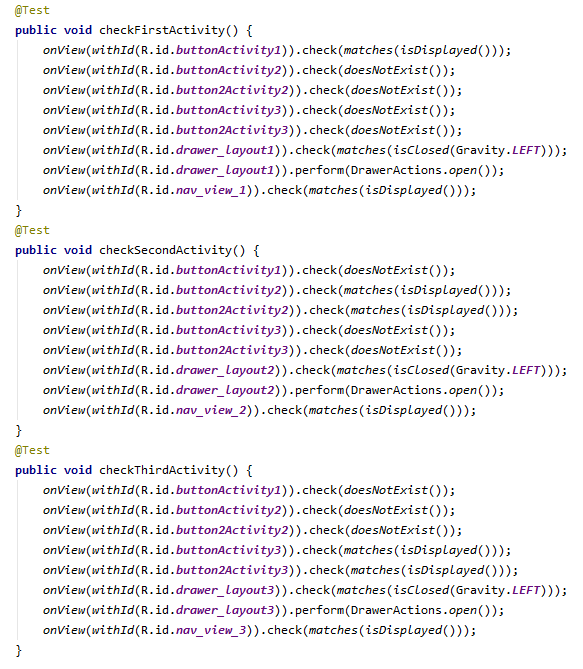 @Test
public void checkFirstActivity() {
    onView(withId(R.id.buttonActivity1)).check(matches(isDisplayed()));
    onView(withId(R.id.buttonActivity2)).check(doesNotExist());
    onView(withId(R.id.button2Activity2)).check(doesNotExist());
    onView(withId(R.id.buttonActivity3)).check(doesNotExist());
    onView(withId(R.id.button2Activity3)).check(doesNotExist());
    onView(withId(R.id.drawer_layout1)).check(matches(isClosed(Gravity.LEFT)));
    onView(withId(R.id.drawer_layout1)).perform(DrawerActions.open());
    onView(withId(R.id.nav_view_1)).check(matches(isDisplayed()));
}
@Test
public void checkSecondActivity() {
    onView(withId(R.id.buttonActivity1)).check(doesNotExist());
    onView(withId(R.id.buttonActivity2)).check(matches(isDisplayed()));
    onView(withId(R.id.button2Activity2)).check(matches(isDisplayed()));
    onView(withId(R.id.buttonActivity3)).check(doesNotExist());
    onView(withId(R.id.button2Activity3)).check(doesNotExist());
    onView(withId(R.id.drawer_layout2)).check(matches(isClosed(Gravity.LEFT)));
    onView(withId(R.id.drawer_layout2)).perform(DrawerActions.open());
    onView(withId(R.id.nav_view_2)).check(matches(isDisplayed()));
}
@Test
public void checkThirdActivity() {
    onView(withId(R.id.buttonActivity1)).check(doesNotExist());
    onView(withId(R.id.buttonActivity2)).check(doesNotExist());
    onView(withId(R.id.button2Activity2)).check(doesNotExist());
    onView(withId(R.id.buttonActivity3)).check(matches(isDisplayed()));
    onView(withId(R.id.button2Activity3)).check(matches(isDisplayed()));
    onView(withId(R.id.drawer_layout3)).check(matches(isClosed(Gravity.LEFT)));
    onView(withId(R.id.drawer_layout3)).perform(DrawerActions.open());
    onView(withId(R.id.nav_view_3)).check(matches(isDisplayed()));
}